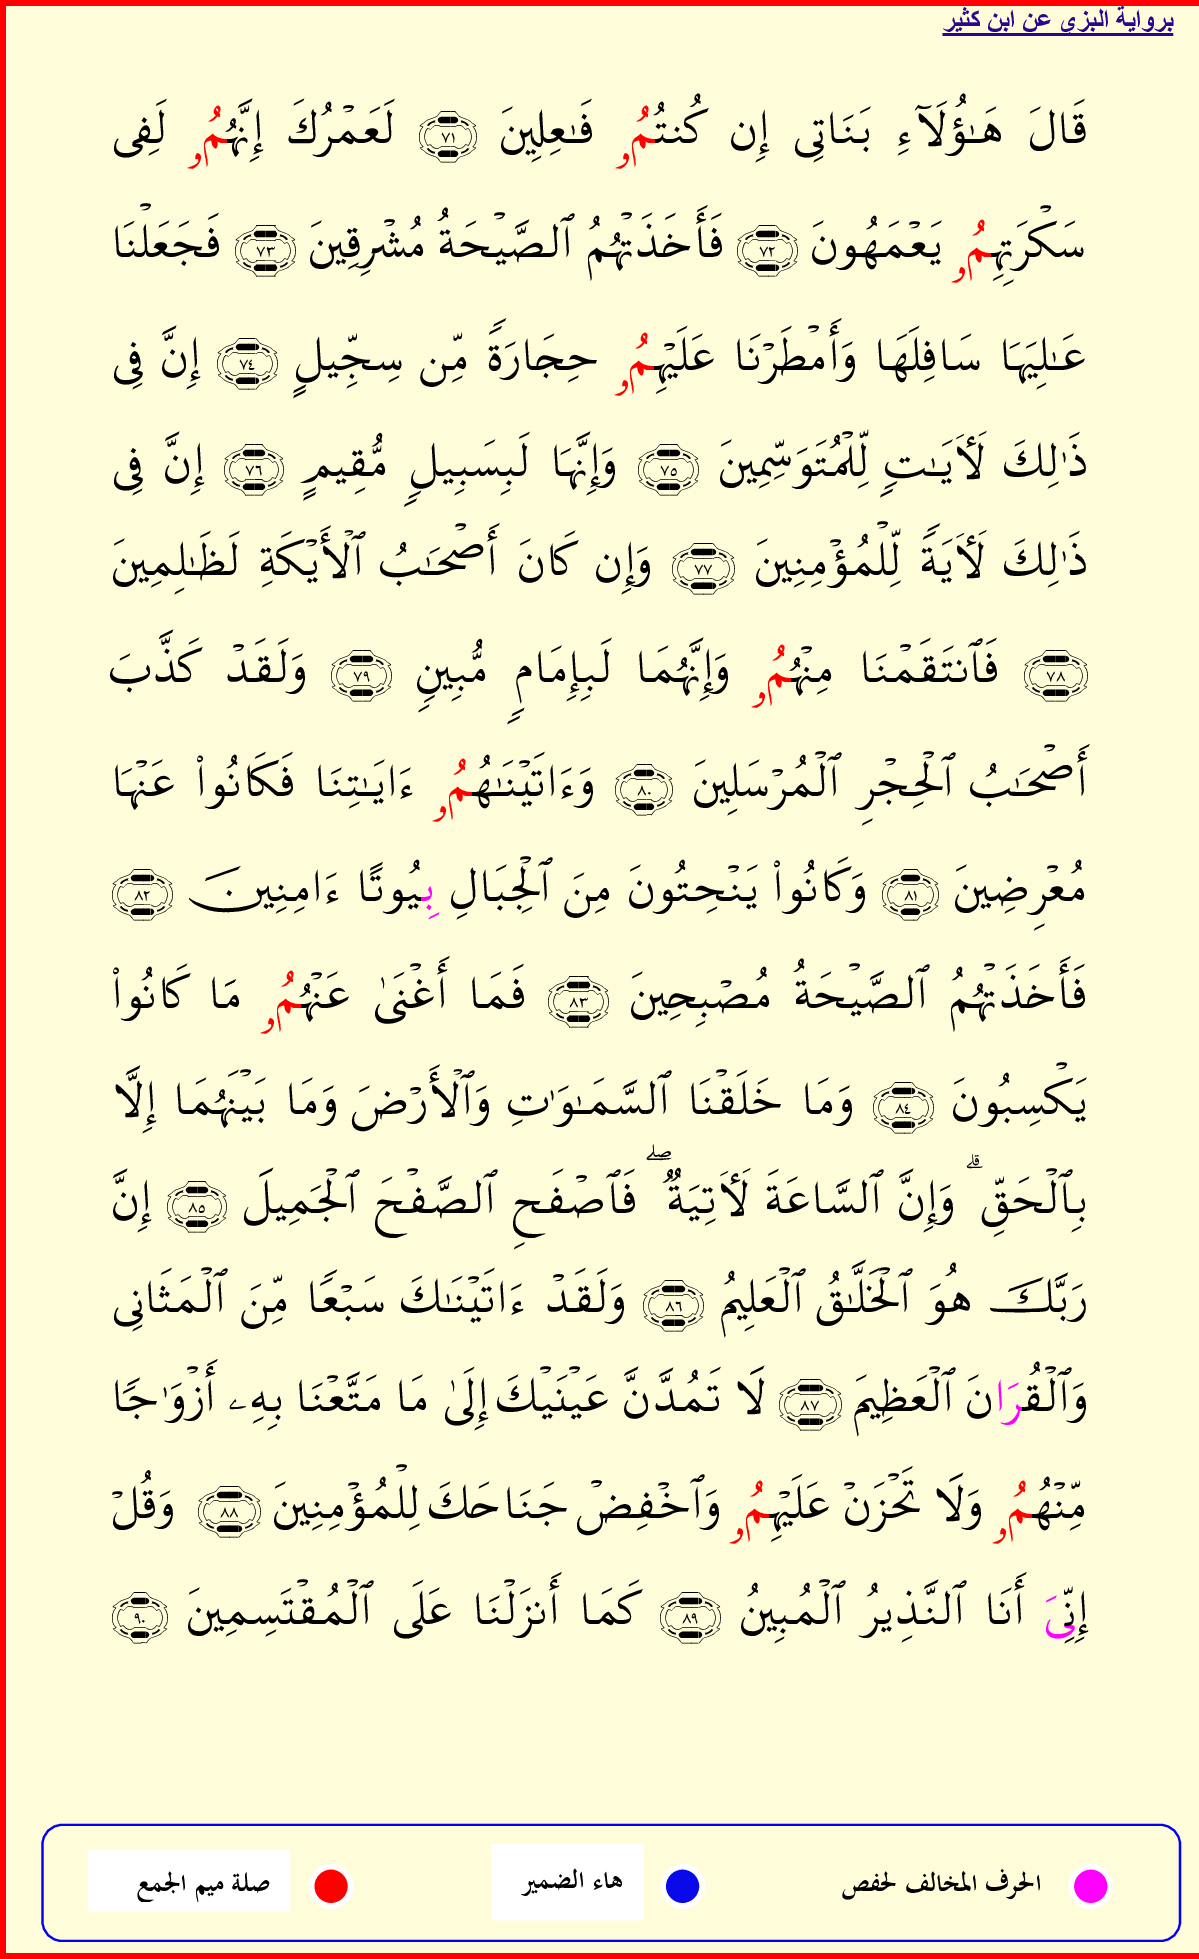 برواية البزى عن ابن كثير
قَالَ هَـٰٓؤُلَآءِ بَنَاتِى إِن كُنتُمُۥ فَـٰعِلِينَ ٧١ لَعَمْرُكَ إِنَّهُمُۥ لَفِى
سَكْرَتِهِمُۥ يَعْمَهُونَ ٧٢ فَأَخَذَتْهُمُ ٱلصَّيْحَةُ مُشْرِقِينَ ٧٣ فَجَعَلْنَا
عَـٰلِيَهَا سَافِلَهَا وَأَمْطَرْنَا عَلَيْهِمُۥ حِجَارَةً مِّن سِجِّيلٍ ٧٤ إِنَّ فِى
ذَٰلِكَ لَأَيَـٰتٍ لِّلْمُتَوَسِّمِينَ ٧٥ وَإِنَّهَا لَبِسَبِيلٍ مُّقِيمٍ ٧٦ إِنَّ فِى
ذَٰلِكَ لَأَيَةً لِّلْمُؤْمِنِينَ ٧٧ وَإِن كَانَ أَصْحَـٰبُ ٱلْأَيْكَةِ لَظَـٰلِمِينَ
٧٨ فَٱنتَقَمْنَا مِنْهُمُۥ وَإِنَّهُمَا لَبِإِمَامٍ مُّبِينٍ ٧٩ وَلَقَدْ كَذَّبَ
أَصْحَـٰبُ ٱلْحِجْرِ ٱلْمُرْسَلِينَ ٨٠ وَءَاتَيْنَـٰهُمُۥ ءَايَـٰتِنَا فَكَانُوا۟ عَنْهَا
مُعْرِضِينَ ٨١ وَكَانُوا۟ يَنْحِتُونَ مِنَ ٱلْجِبَالِ بِيُوتًا ءَامِنِينَ ٨٢
فَأَخَذَتْهُمُ ٱلصَّيْحَةُ مُصْبِحِينَ ٨٣ فَمَا أَغْنَىٰ عَنْهُمُۥ مَا كَانُوا۟
يَكْسِبُونَ ٨٤ وَمَا خَلَقْنَا ٱلسَّمَـٰوَٰتِ وَٱلْأَرْضَ وَمَا بَيْنَهُمَا إِلَّا
بِٱلْحَقِّ ۗ وَإِنَّ ٱلسَّاعَةَ لَأَتِيَةٌ ۖ فَٱصْفَحِ ٱلصَّفْحَ ٱلْجَمِيلَ ٨٥ إِنَّ
رَبَّكَ هُوَ ٱلْخَلَّـٰقُ ٱلْعَلِيمُ ٨٦ وَلَقَدْ ءَاتَيْنَـٰكَ سَبْعًا مِّنَ ٱلْمَثَانِى
وَٱلْقُرَانَ ٱلْعَظِيمَ ٨٧ لَا تَمُدَّنَّ عَيْنَيْكَ إِلَىٰ مَا مَتَّعْنَا بِهِۦ أَزْوَٰجًا
مِّنْهُمُۥ وَلَا تَحْزَنْ عَلَيْهِمُۥ وَٱخْفِضْ جَنَاحَكَ لِلْمُؤْمِنِينَ ٨٨ وَقُلْ
إِنِّىَ أَنَا ٱلنَّذِيرُ ٱلْمُبِينُ ٨٩ كَمَا أَنزَلْنَا عَلَى ٱلْمُقْتَسِمِينَ ٩٠
الحرف المخالف لحفص هاء الضمير صلة ميم الجمع